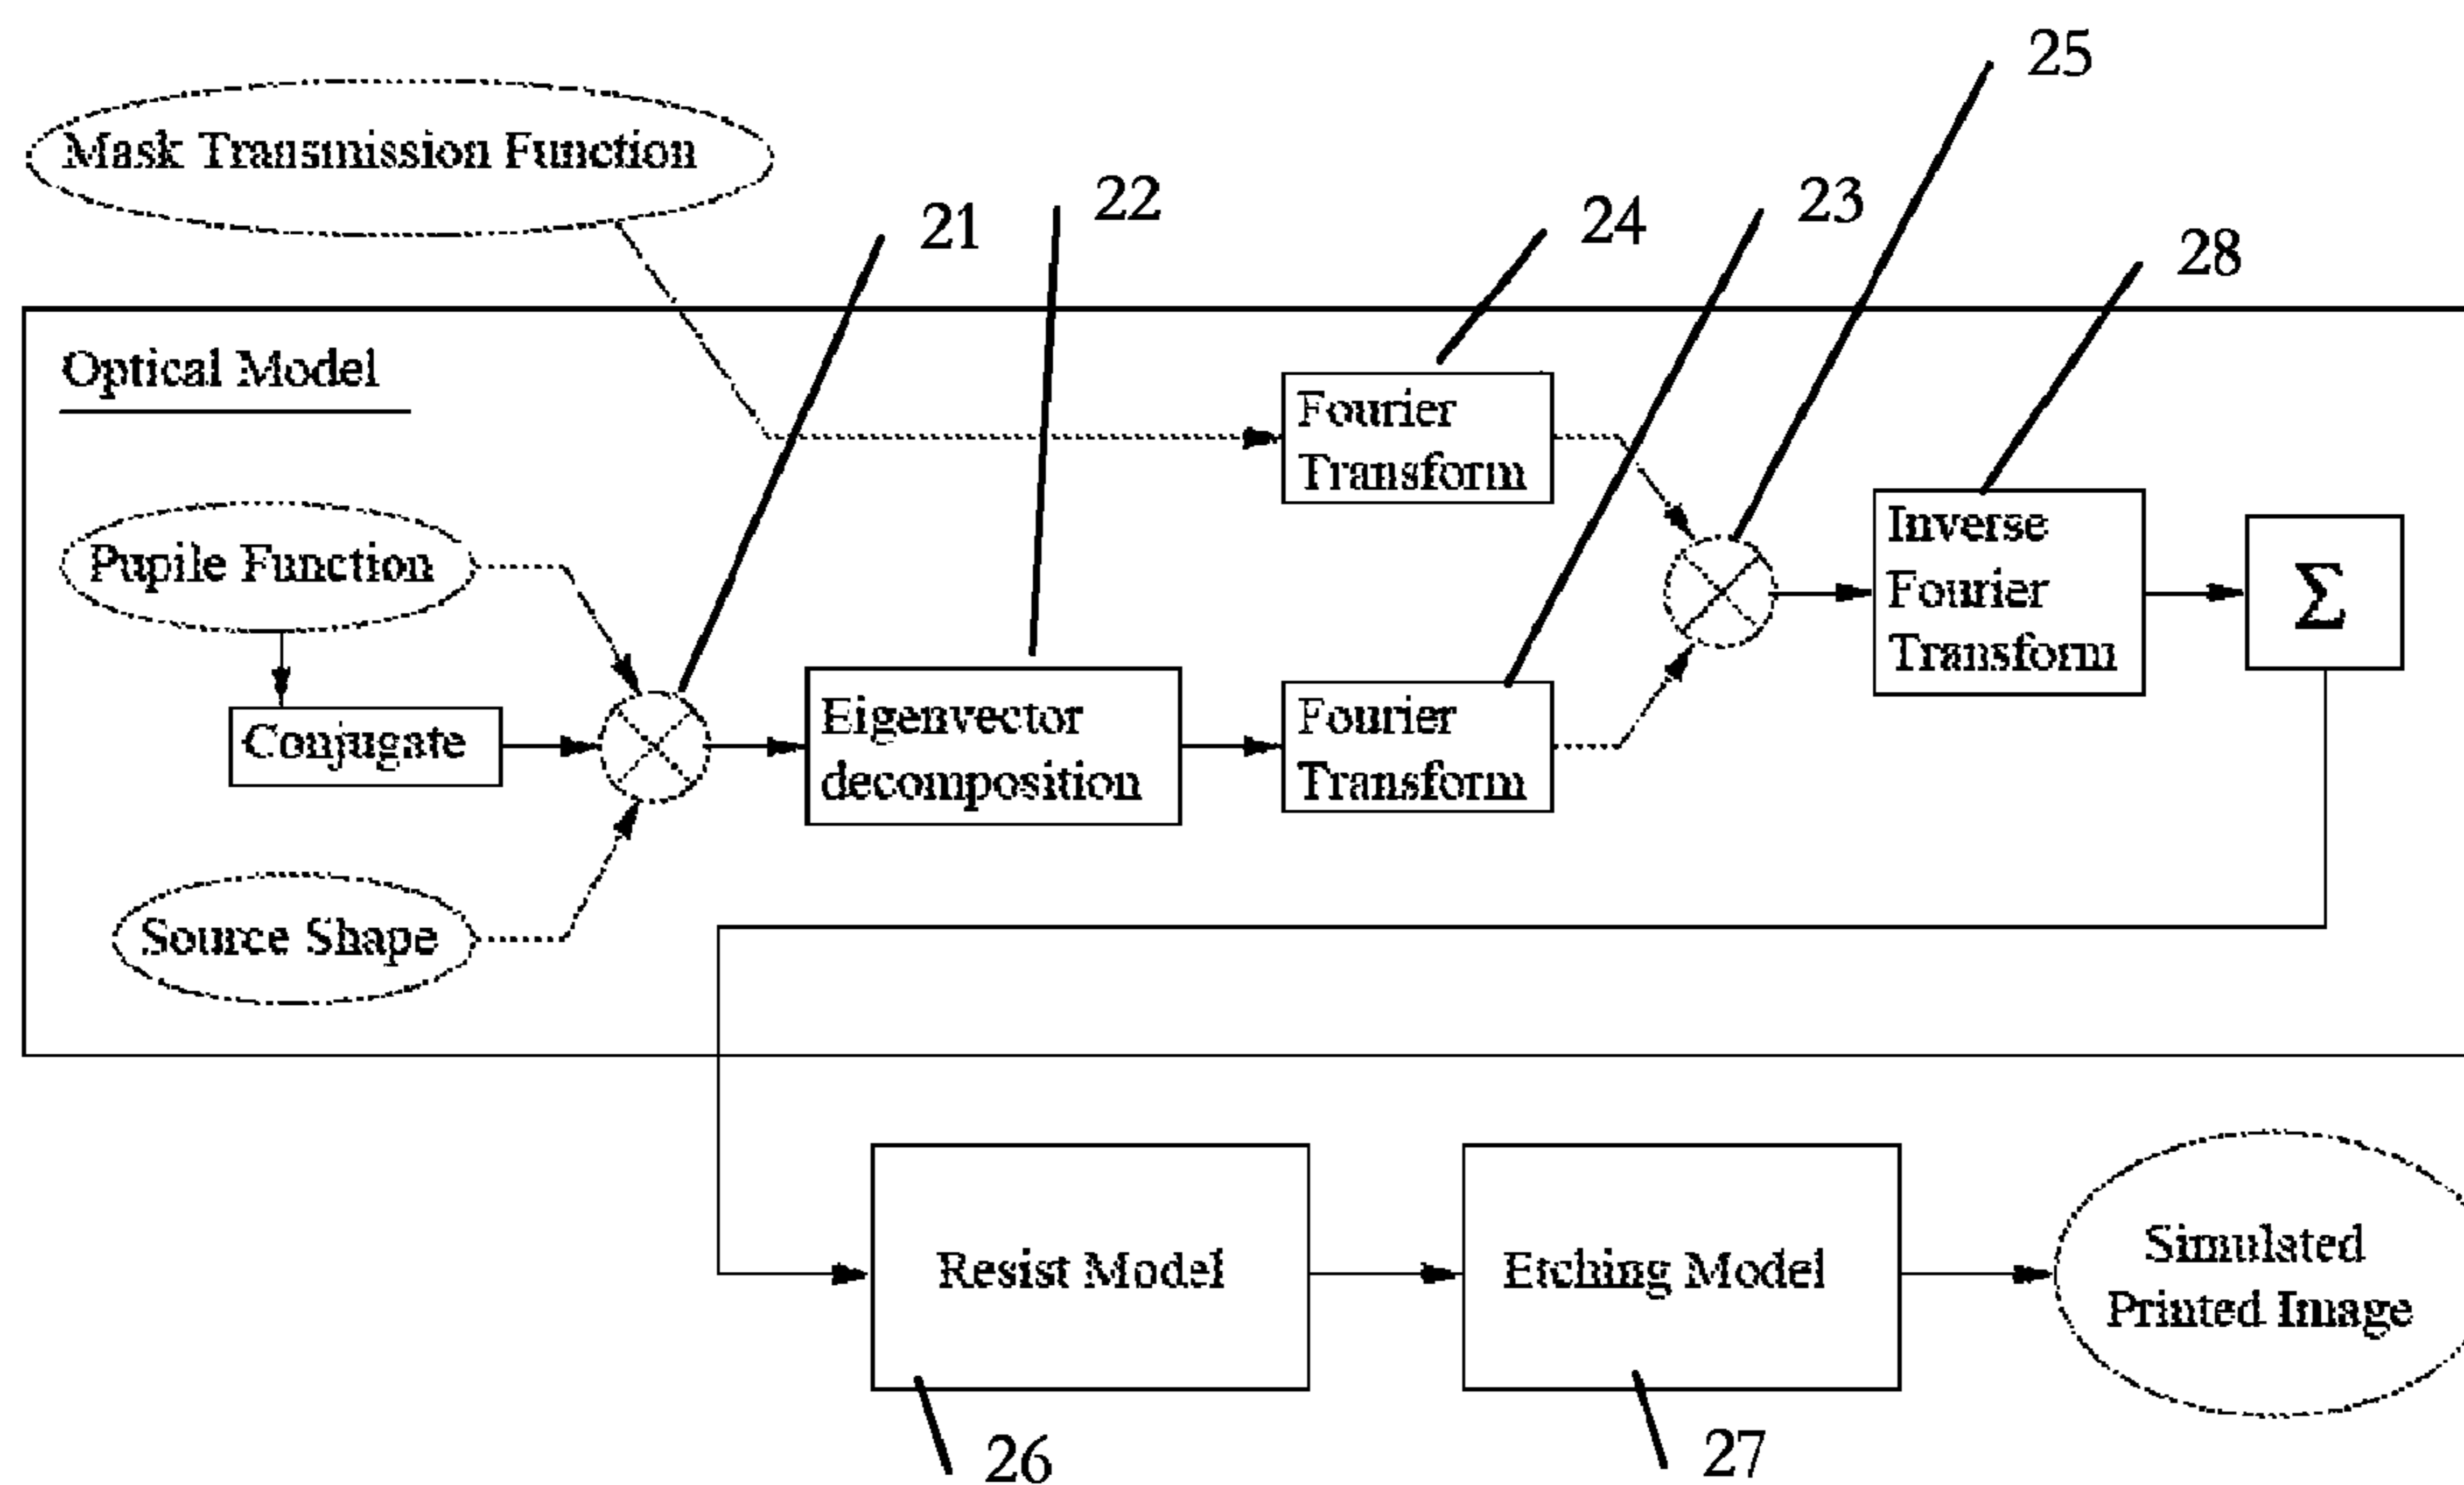 25
Mask Transmission Function
22
21
24
23
28
Optical Model
Fourier
Transform
Inverse
Fourier
Transform
Σ
Pupile Function
Conjugate
Eigenvector
decomposition
Fourier
Transform
Source Shape
Resist Model
Etching Model
Simulated
Printed Image
26
27